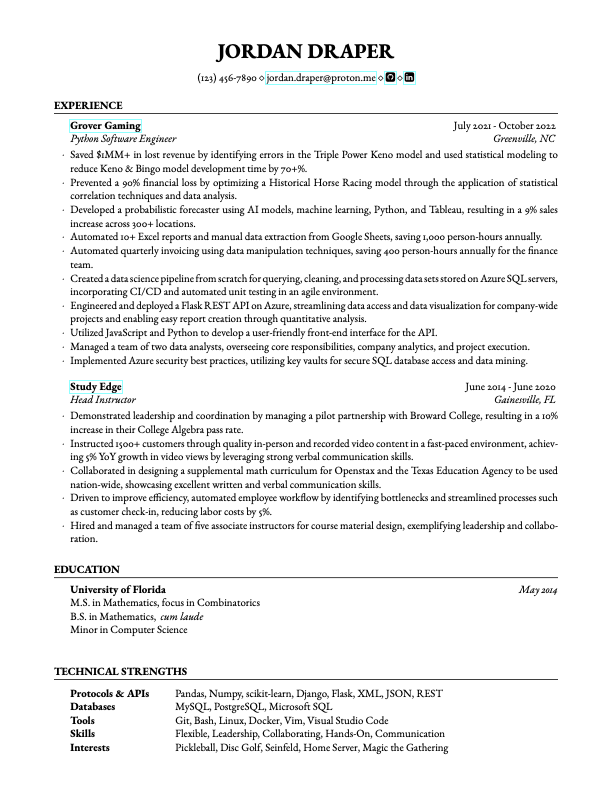 JORDAN DRAPER
(123) 456-7890 ⋄ jordan.draper@proton.me ⋄ ⋄ in
EXPERIENCE
Grover Gaming July 2021 - October 2022
Python Software Engineer Greenville, NC
· Saved $1MM+ in lost revenue by identifying errors in the Triple Power Keno model and used statistical modeling to
reduce Keno & Bingo model development time by 70+%.
· Prevented a 90% financial loss by optimizing a Historical Horse Racing model through the application of statistical
correlation techniques and data analysis.
· Developed a probabilistic forecaster using AI models, machine learning, Python, and Tableau, resulting in a 9% sales
increase across 300+ locations.
· Automated 10+ Excel reports and manual data extraction from Google Sheets, saving 1,000 person-hours annually.
· Automated quarterly invoicing using data manipulation techniques, saving 400 person-hours annually for the finance
team.
· Created a data science pipeline from scratch for querying, cleaning, and processing data sets stored on Azure SQL servers,
incorporating CI/CD and automated unit testing in an agile environment.
· Engineered and deployed a Flask REST API on Azure, streamlining data access and data visualization for company-wide
projects and enabling easy report creation through quantitative analysis.
· Utilized JavaScript and Python to develop a user-friendly front-end interface for the API.
· Managed a team of two data analysts, overseeing core responsibilities, company analytics, and project execution.
· Implemented Azure security best practices, utilizing key vaults for secure SQL database access and data mining.
Study Edge June 2014 - June 2020
Head Instructor Gainesville, FL
· Demonstrated leadership and coordination by managing a pilot partnership with Broward College, resulting in a 10%
increase in their College Algebra pass rate.
· Instructed 1500+ customers through quality in-person and recorded video content in a fast-paced environment, achiev-
ing 5% YoY growth in video views by leveraging strong verbal communication skills.
· Collaborated in designing a supplemental math curriculum for Openstax and the Texas Education Agency to be used
nation-wide, showcasing excellent written and verbal communication skills.
· Driven to improve efficiency, automated employee workflow by identifying bottlenecks and streamlined processes such
as customer check-in, reducing labor costs by 5%.
· Hired and managed a team of five associate instructors for course material design, exemplifying leadership and collabo-
ration.
EDUCATION
University of Florida May 2014
M.S. in Mathematics, focus in Combinatorics
B.S. in Mathematics, cum laude
Minor in Computer Science
TECHNICAL STRENGTHS
Protocols & APIs Pandas, Numpy, scikit-learn, Django, Flask, XML, JSON, REST
Databases MySQL, PostgreSQL, Microsoft SQL
Tools Git, Bash, Linux, Docker, Vim, Visual Studio Code
Skills Flexible, Leadership, Collaborating, Hands-On, Communication
Interests Pickleball, Disc Golf, Seinfeld, Home Server, Magic the Gathering